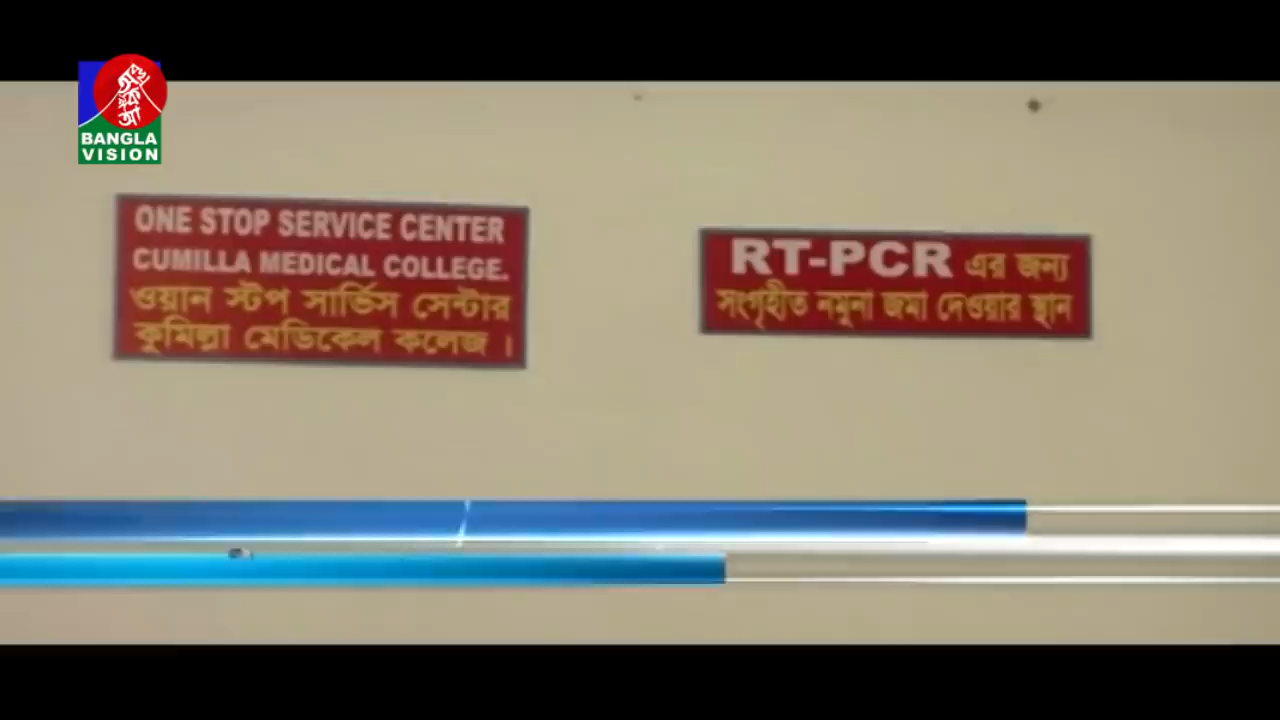 BANGLA
VISION
ONE STOP SERVICE CENTER
CUMILLA MEDICAL COLLEGE.
ওয়ান স্টপ সার্ভিস সেন্টার
কুমিল্লা মেডিকেল কলেজ ।
RT-PCR এর জন্য
সংগৃহীত নমুনা জমা দেওয়ার স্থান